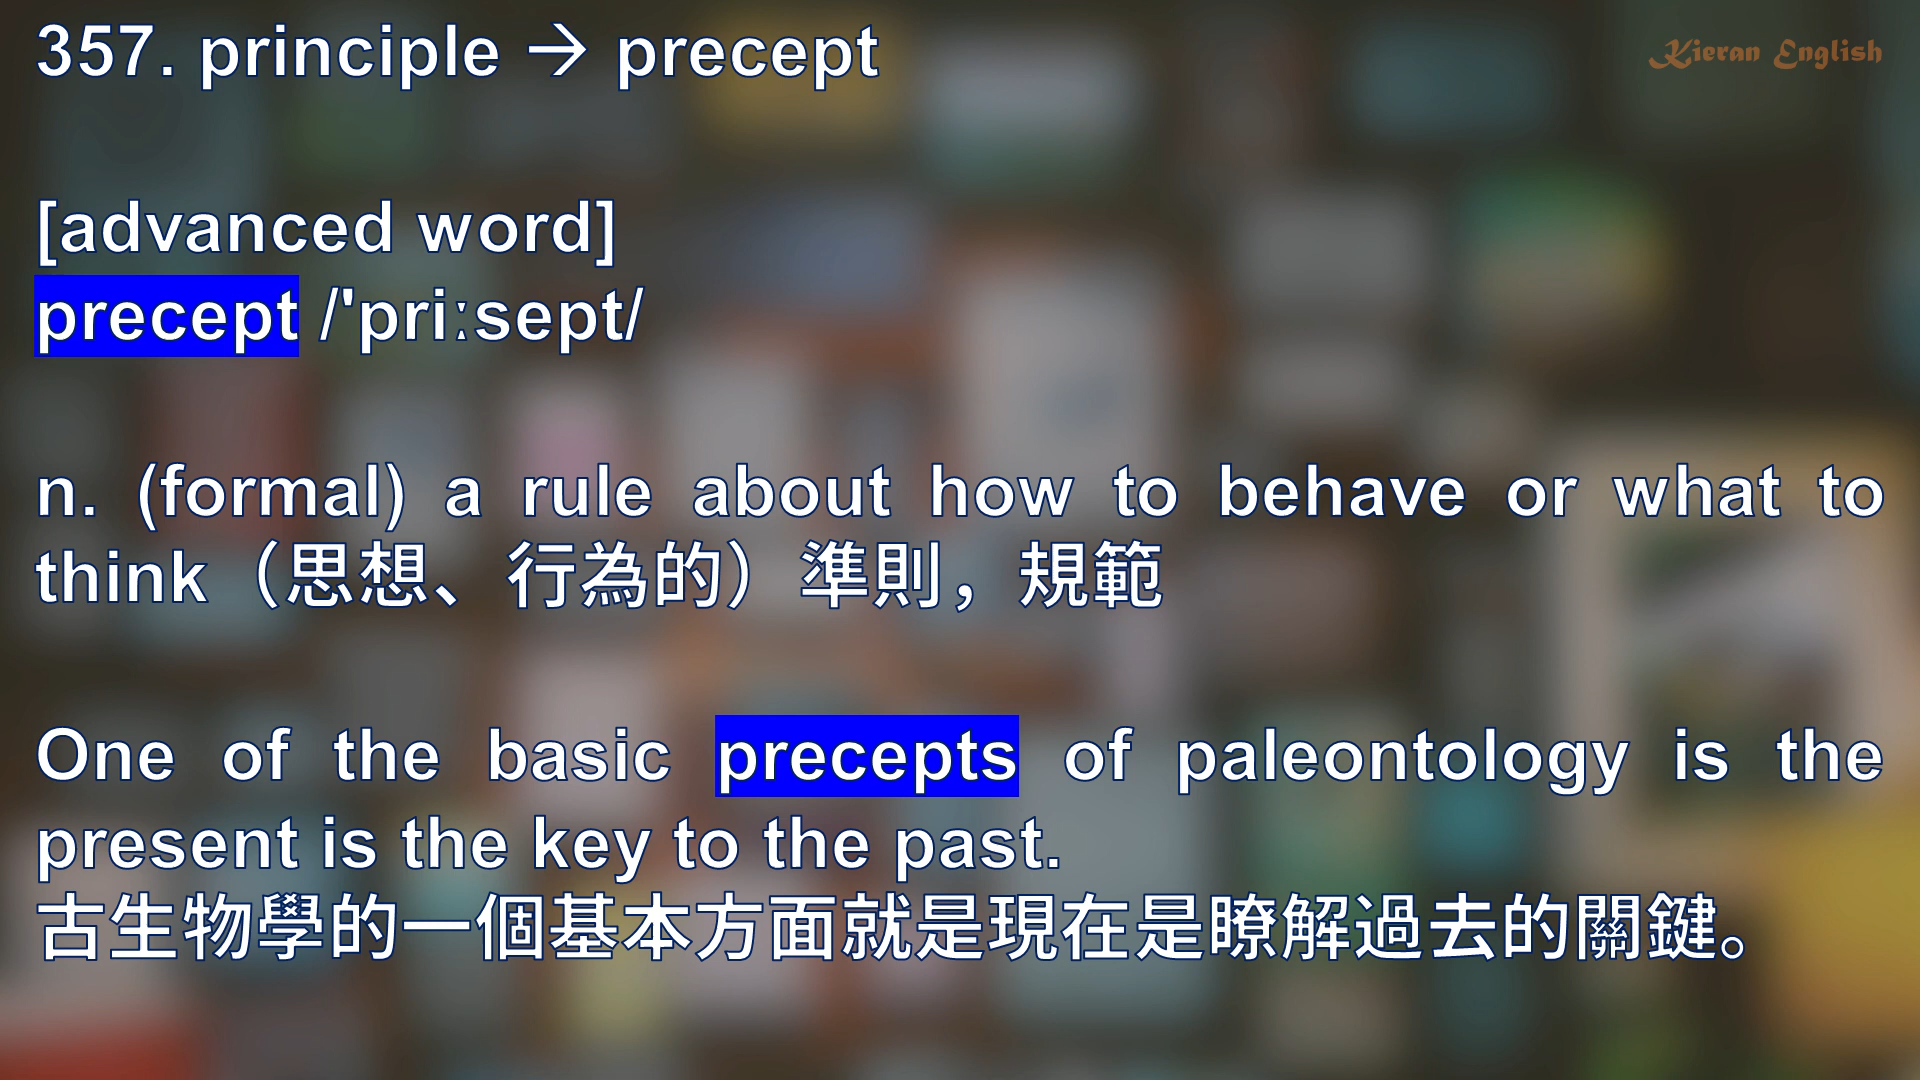 357. principle → precept
Kieran English
[advanced word]
precept /'pri:sept/
n. (formal) a rule about how to behave or what to
think（思想、行為的）準則，規範
One of the basic precepts of paleontology is the
present is the key to the past.
古生物學的一個基本方面就是現在是瞭解過去的關鍵。